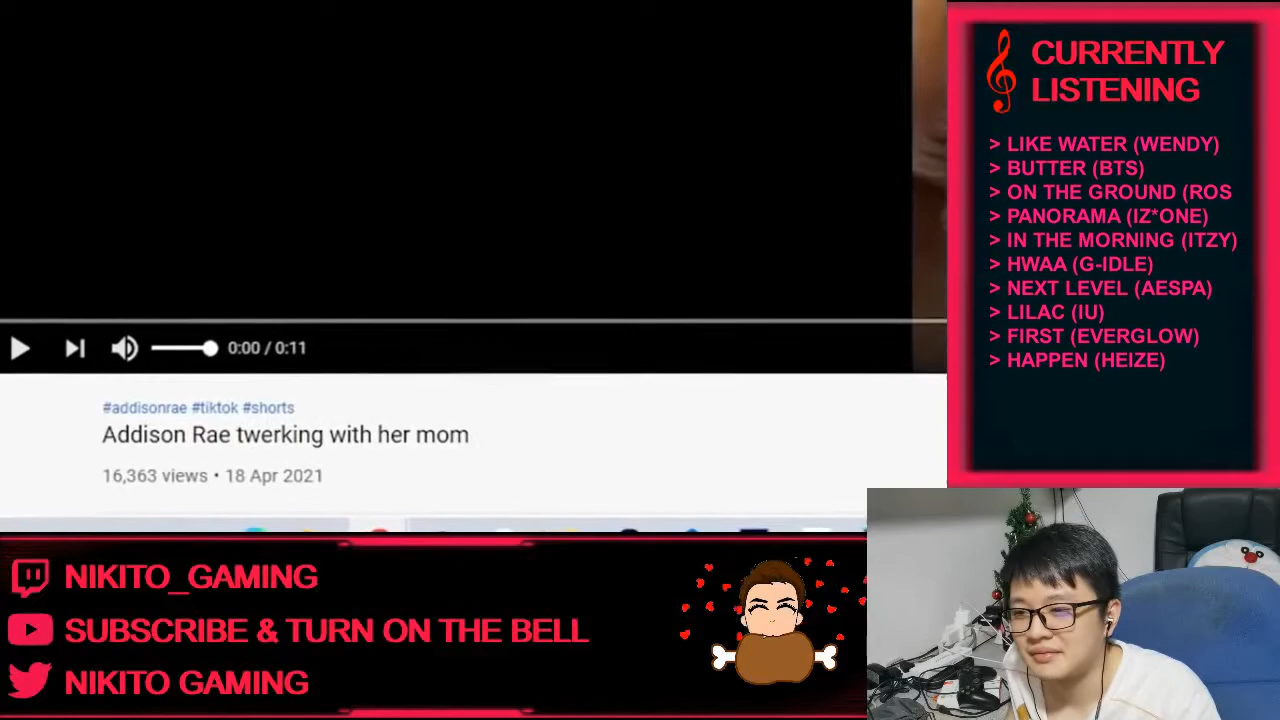 CURRENTLY
LISTENING
> LIKE WATER (WENDY)
> BUTTER (BTS)
> ON THE GROUND (ROS
> PANORAMA (IZ*ONE)
> IN THE MORNING (ITZY)
> HWAA (G-IDLE)
> NEXT LEVEL (AESPA)
> LILAC (IU)
> FIRST (EVERGLOW)
> HAPPEN (HEIZE)
0:00 / 0:11
#addisonrae #tiktok #shorts
Addison Rae twerking with her mom
16,363 views • 18 Apr 2021
NIKITO_GAMING
SUBSCRIBE & TURN ON THE BELL
NIKITO GAMING